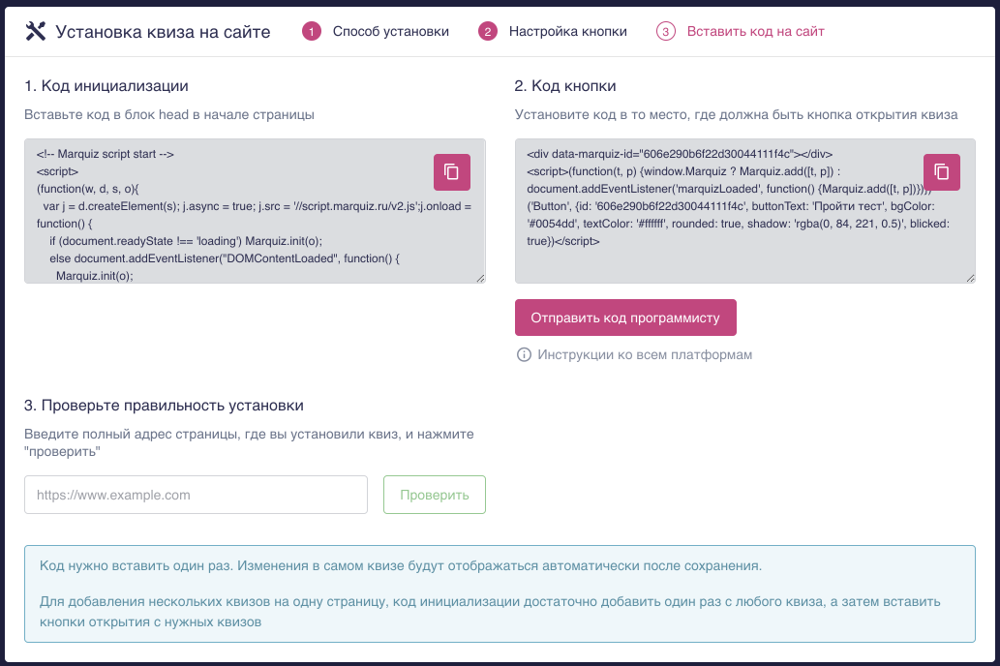 Установка квиза на сайте
1 Способ установки
2 Настройка кнопки
3 Вставить код на сайт
1. Код инициализации
Вставьте код в блок head в начале страницы
<!-- Marquiz script start -->
<script>
(function(w, d, s, o){
var j = d.createElement(s); j.async = true; j.src = '//script.marquiz.ru/v2.js';j.onload =
function() {
if (document.readyState !== 'loading') Marquiz.init(o);
else document.addEventListener("DOMContentLoaded", function() {
Marquiz.init(o);
2. Код кнопки
Установите код в то место, где должна быть кнопка открытия квиза
<div data-marquiz-id="606e290b6f22d30044111f4c"></div>
<script>(function(t, p) {window.Marquiz ? Marquiz.add([t, p]) :
document.addEventListener('marquizLoaded', function() {Marquiz.add([t, p])})})
('Button', {id: '606e290b6f22d30044111f4c', buttonText: 'Пройти тест', bgColor:
'#0054dd', textColor: '#ffffff', rounded: true, shadow: 'rgba(0, 84, 221, 0.5)', blicked:
true})</script>
Отправить код программисту
Инструкции ко всем платформам
3. Проверьте правильность установки
Введите полный адрес страницы, где вы установили квиз, и нажмите
"проверить"
https://www.example.com
Проверить
Код нужно вставить один раз. Изменения в самом квизе будут отображаться автоматически после сохранения.
Для добавления нескольких квизов на одну страницу, код инициализации достаточно добавить один раз с любого квиза, а затем вставить
кнопки открытия с нужных квизов